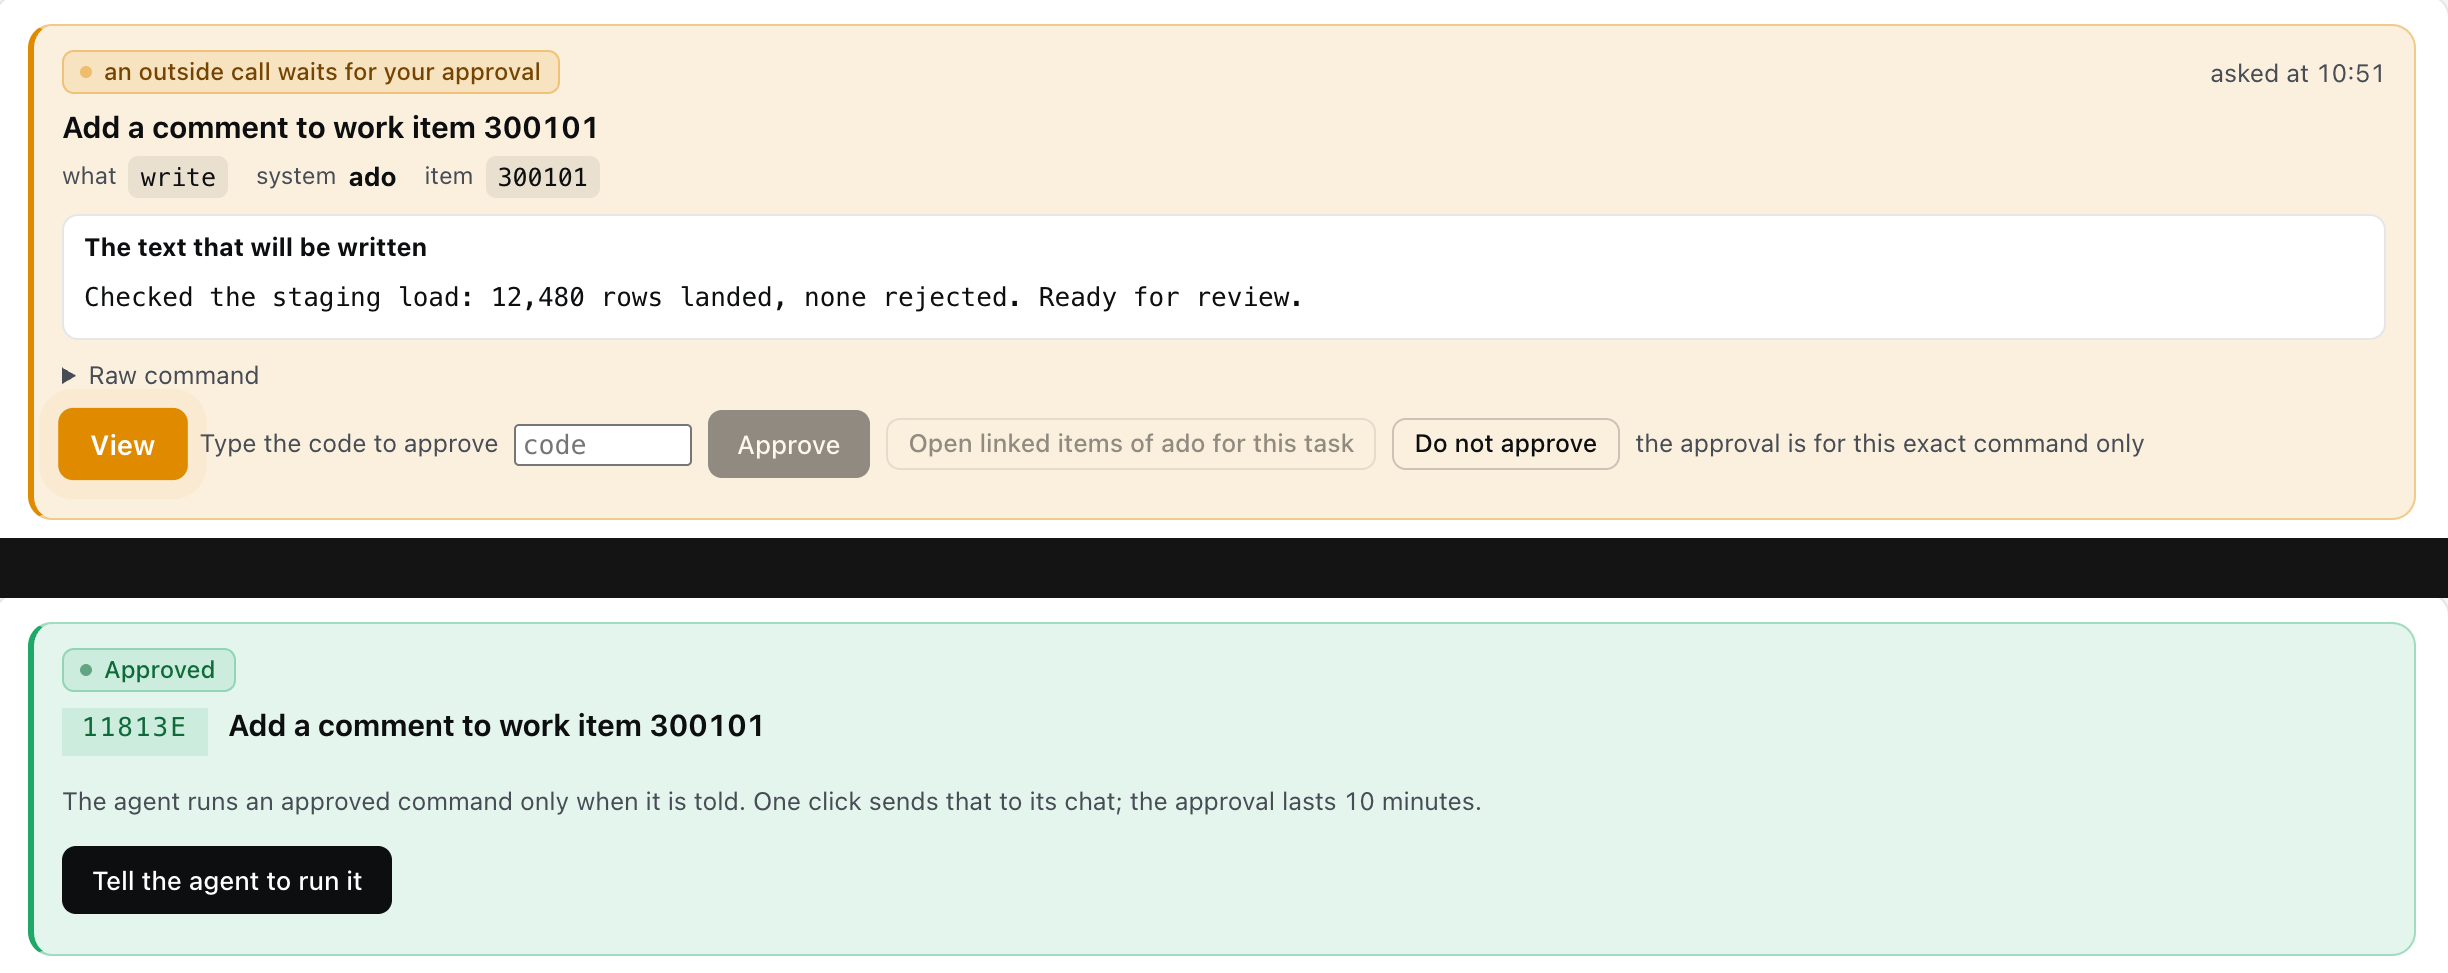 an outside call waits for your approval
asked at 10:51
Add a comment to work item 300101
what write system ado item 300101
The text that will be written
Checked the staging load: 12,480 rows landed, none rejected. Ready for review.
Raw command
View Type the code to approve code Approve Open linked items of ado for this task Do not approve the approval is for this exact command only
Approved
11813E Add a comment to work item 300101
The agent runs an approved command only when it is told. One click sends that to its chat; the approval lasts 10 minutes.
Tell the agent to run it